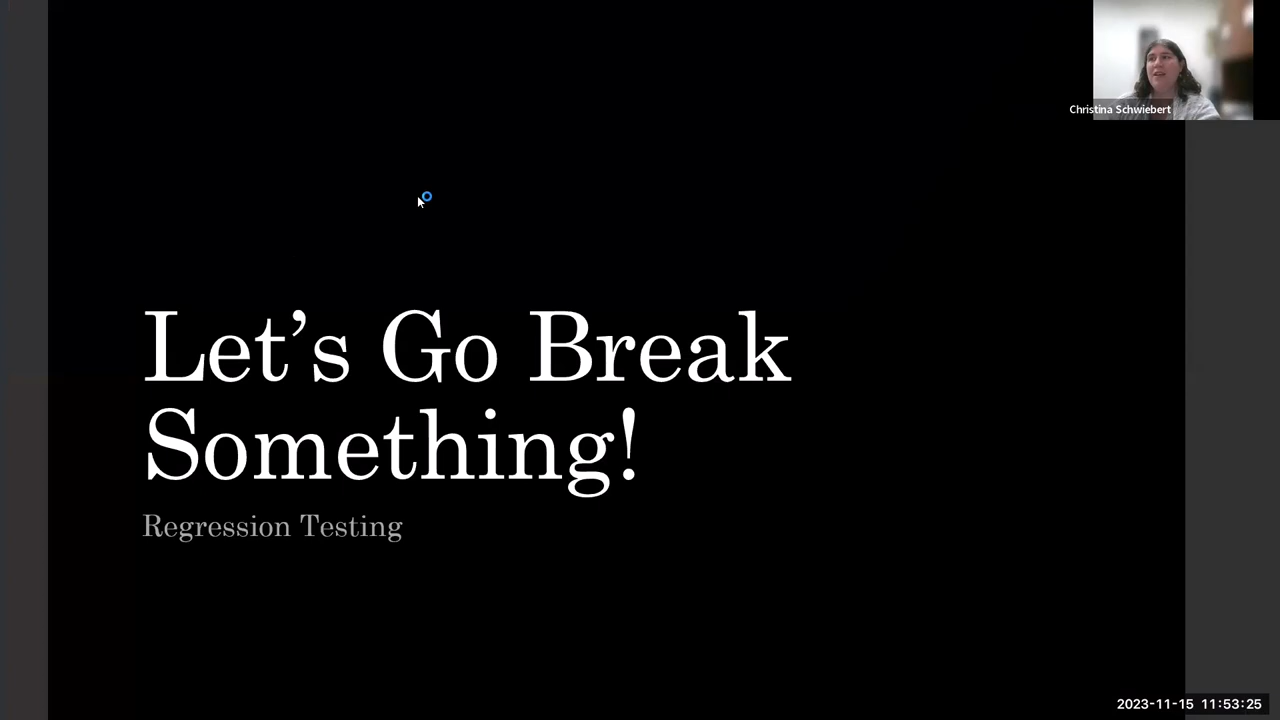 Christina Schwiebert
Let’s Go Break
Something!
Regression Testing
2023-11-15 11:53:25